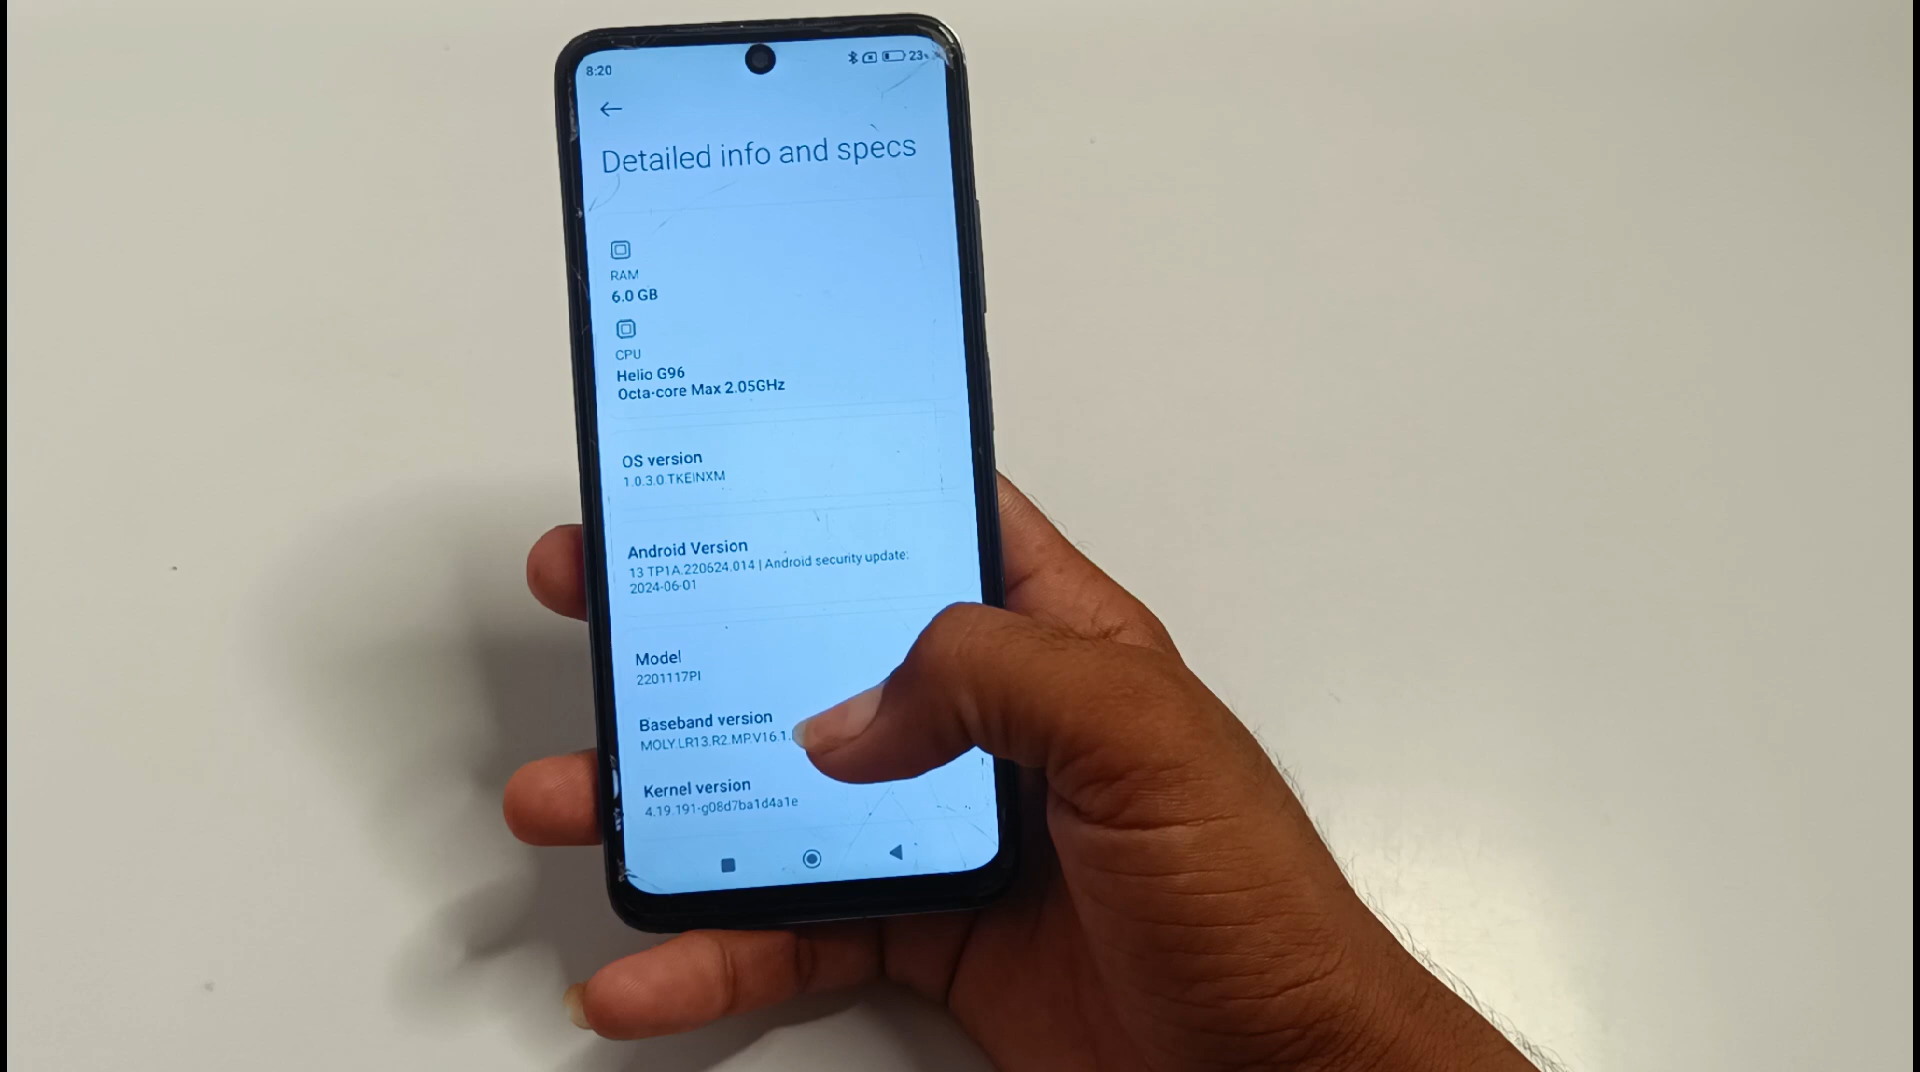 8:20
23%
Detailed info and specs
RAM
6.0 GB
CPU
Helio G96
Octa-core Max 2.05GHz
OS version
1.0.3.0.TKEINXM
Android Version
13 TP1A.220624.014 | Android security update:
2024-06-01
Model
2201117PI
Baseband version
MOLY.LR13.R2.MP.V16.1.
Kernel version
4.19.191-g08d7ba1d4a1e